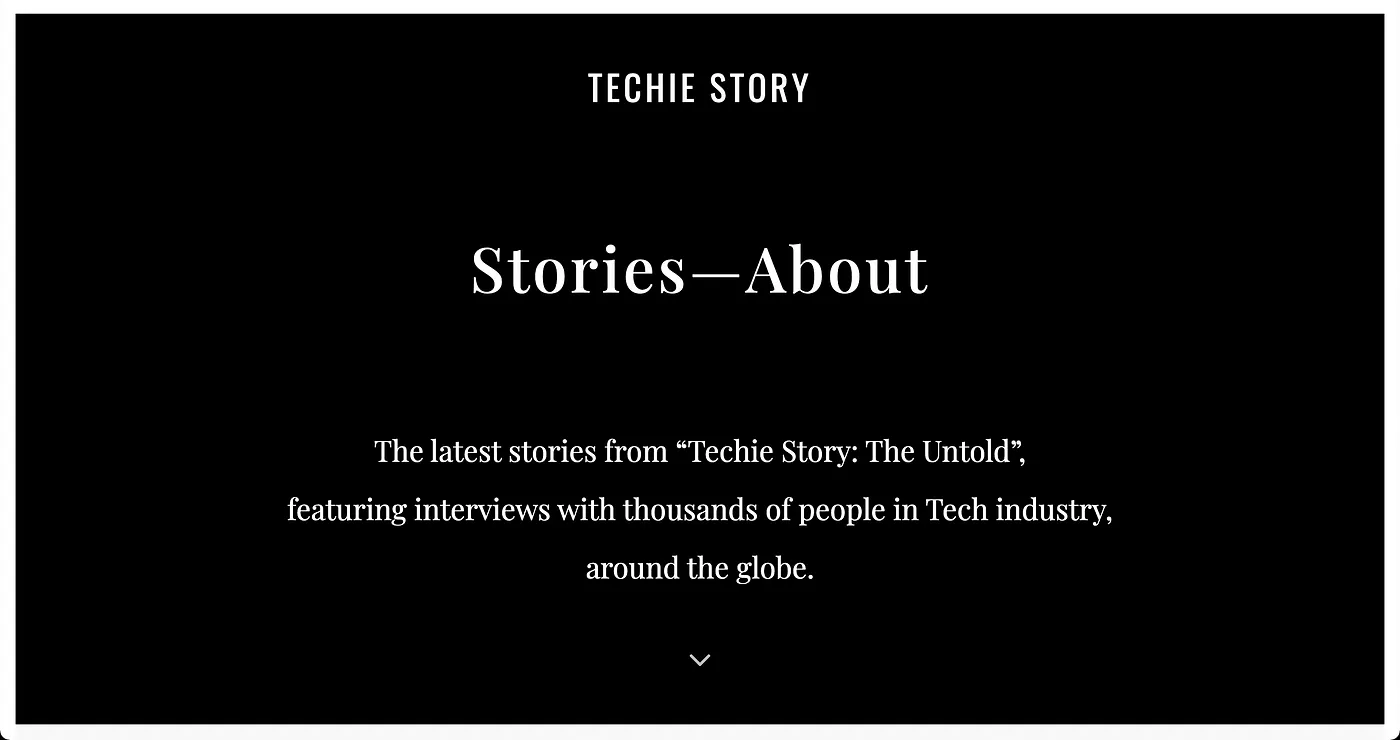 TECHIE STORY
Stories—About
The latest stories from “Techie Story: The Untold”,
featuring interviews with thousands of people in Tech industry,
around the globe.